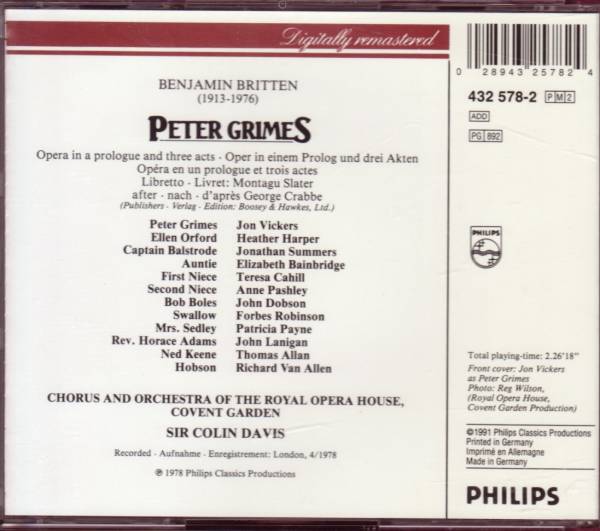 Digitally remastered
BENJAMIN BRITTEN
(1913-1976)
PETER GRIMES
Opera in a prologue and three acts - Oper in einem Prolog und drei Akten
Opéra en un prologue et trois actes
Libretto - Livret: Montagu Slater
after - nach - d'après George Crabbe
(Publishers - Verlag - Edition: Boosey & Hawkes, Ltd.)
Peter Grimes Jon Vickers
Ellen Orford Heather Harper
Captain Balstrode Jonathan Summers
Auntie Elizabeth Bainbridge
First Niece Teresa Cahill
Second Niece Anne Pashley
Bob Boles John Dobson
Swallow Forbes Robinson
Mrs. Sedley Patricia Payne
Rev. Horace Adams John Lanigan
Ned Keene Thomas Allan
Hobson Richard Van Allen
CHORUS AND ORCHESTRA OF THE ROYAL OPERA HOUSE,
COVENT GARDEN
SIR COLIN DAVIS
Recorded - Aufnahme - Enregistrement: London, 4/1978
℗ 1978 Philips Classics Productions
0 28943 25782 4
432 578-2 PM2
ADD
PG 892
PHILIPS
Total playing-time: 2.26'18"
Front cover: Jon Vickers
as Peter Grimes
Photo: Reg Wilson,
(Royal Opera House,
Covent Garden Production)
©1991 Philips Classics Productions
Printed in Germany
Imprimé en Allemagne
Made in Germany
PHILIPS